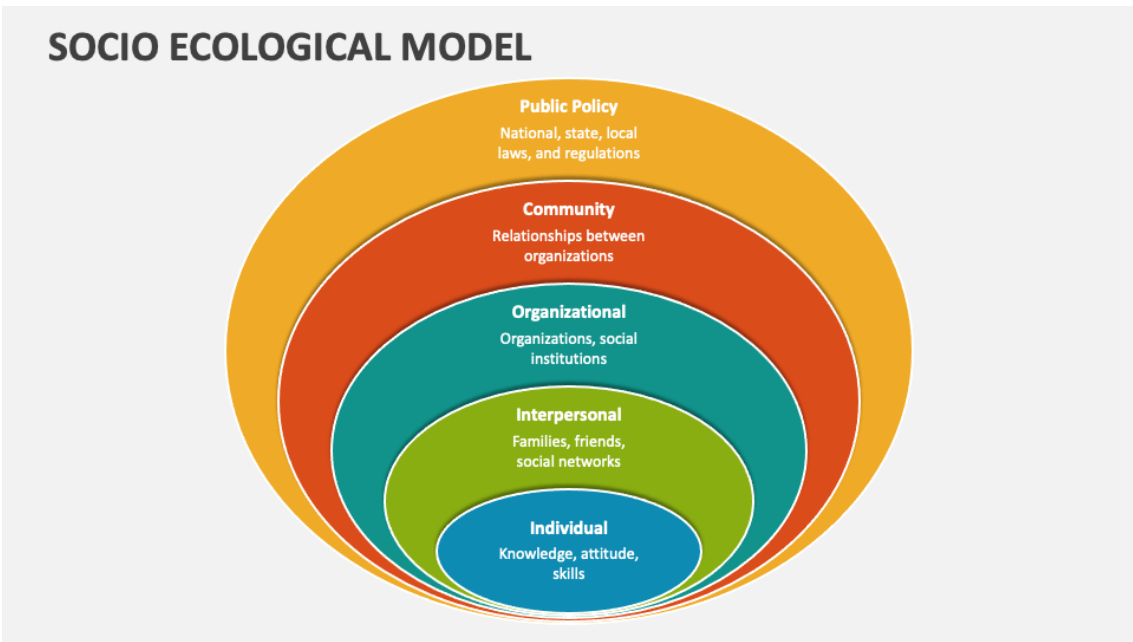 SOCIO ECOLOGICAL MODEL
Public Policy
National, state, local
laws, and regulations
Community
Relationships between
organizations
Organizational
Organizations, social
institutions
Interpersonal
Families, friends,
social networks
Individual
Knowledge, attitude,
skills